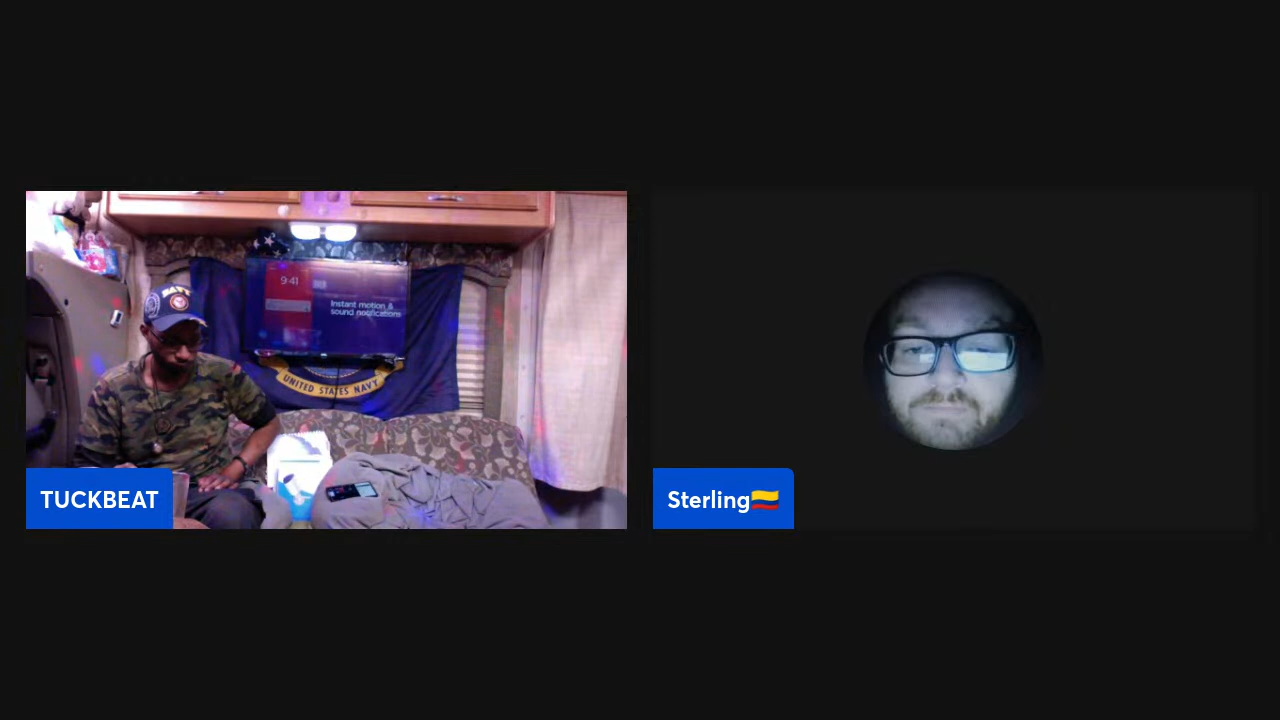 NAVY
9:41
Instant motion &
sound notifications
UNITED STATES NAVY
TUCKBEAT
Sterling🇨🇴